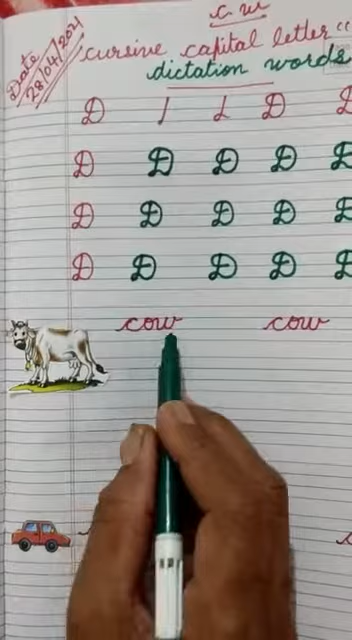 C.W
Date 28/04/2021
cursive capital letter "
dictation words
D D
D D D D D
D D D D D
D D D D D
cow cow